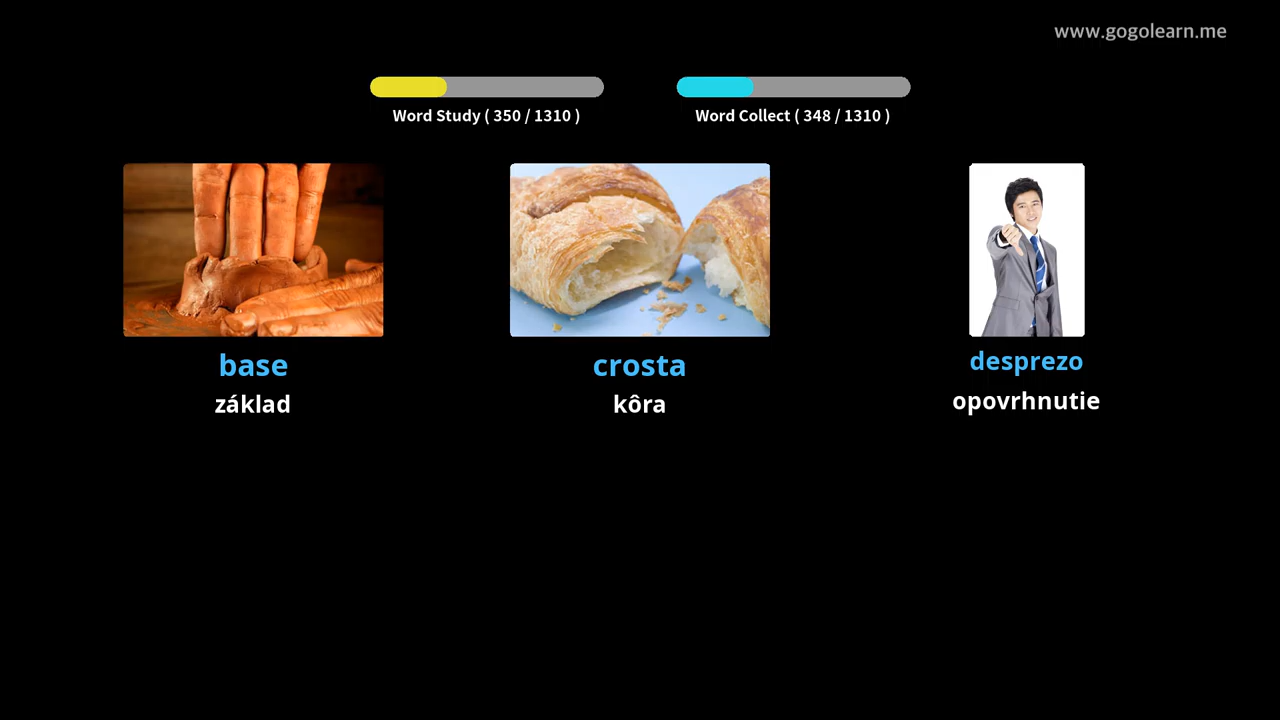 www.gogolearn.me
Word Study ( 350 / 1310 )
Word Collect ( 348 / 1310 )
base
základ
crosta
kôra
desprezo
opovrhnutie